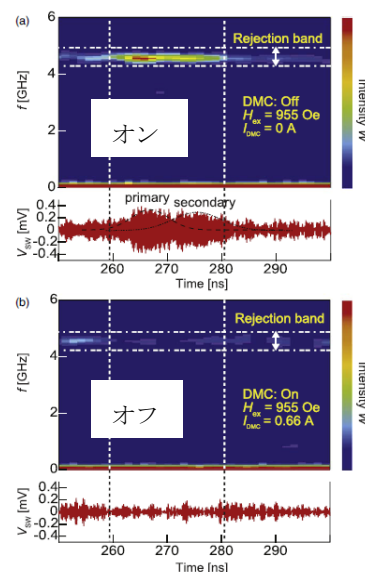 (a)
6
4
2
0
f [GHz]
Rejection band
オン
DMC: Off
Hex = 955 Oe
IDMC = 0 A
Intensity W
primary
secondary
0.4
0.2
0
-0.2
-0.4
VSW [mV]
260
270
280
290
Time [ns]
(b)
6
4
2
0
f [GHz]
Rejection band
オフ
DMC: On
Hex = 955 Oe
IDMC = 0.66 A
Intensity W
0.4
0.2
0
-0.2
-0.4
VSW [mV]
260
270
280
290
Time [ns]